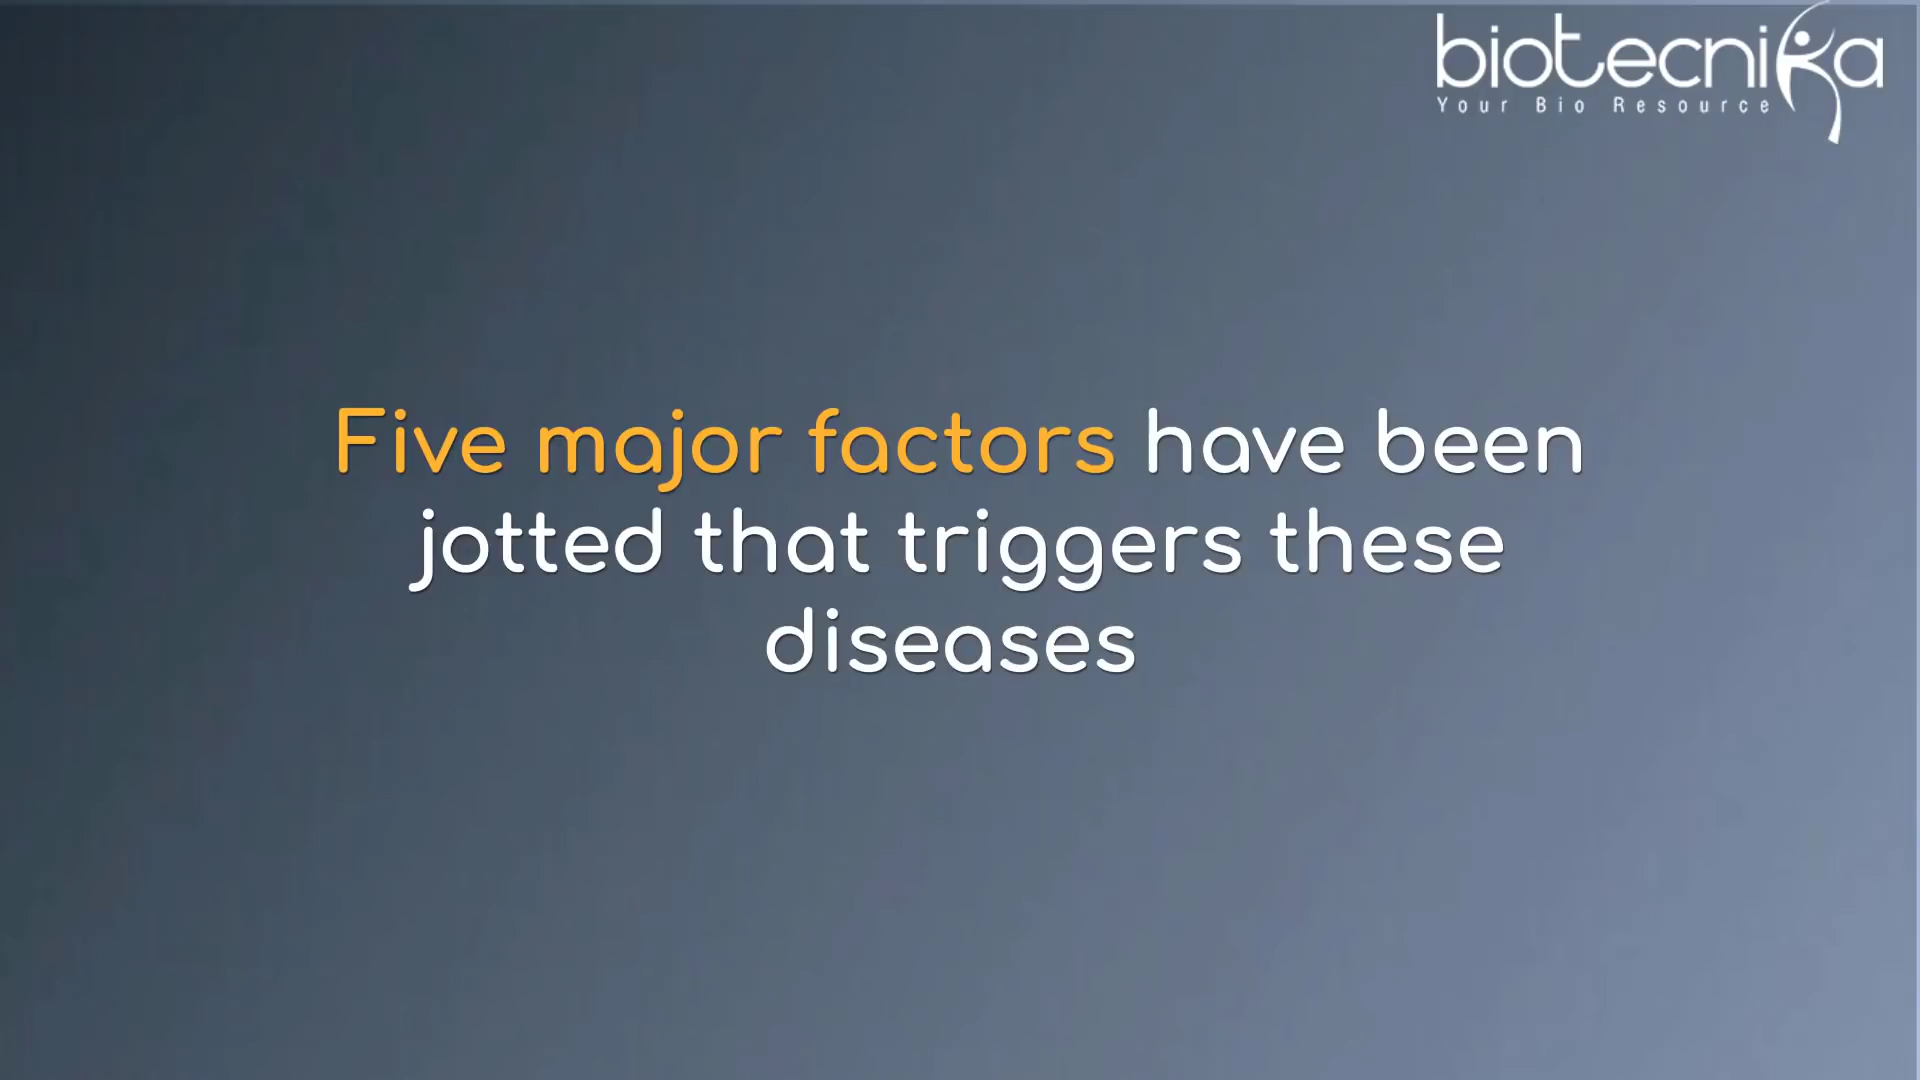 biotecnika
Your Bio Resource
Five major factors have been
jotted that triggers these
diseases